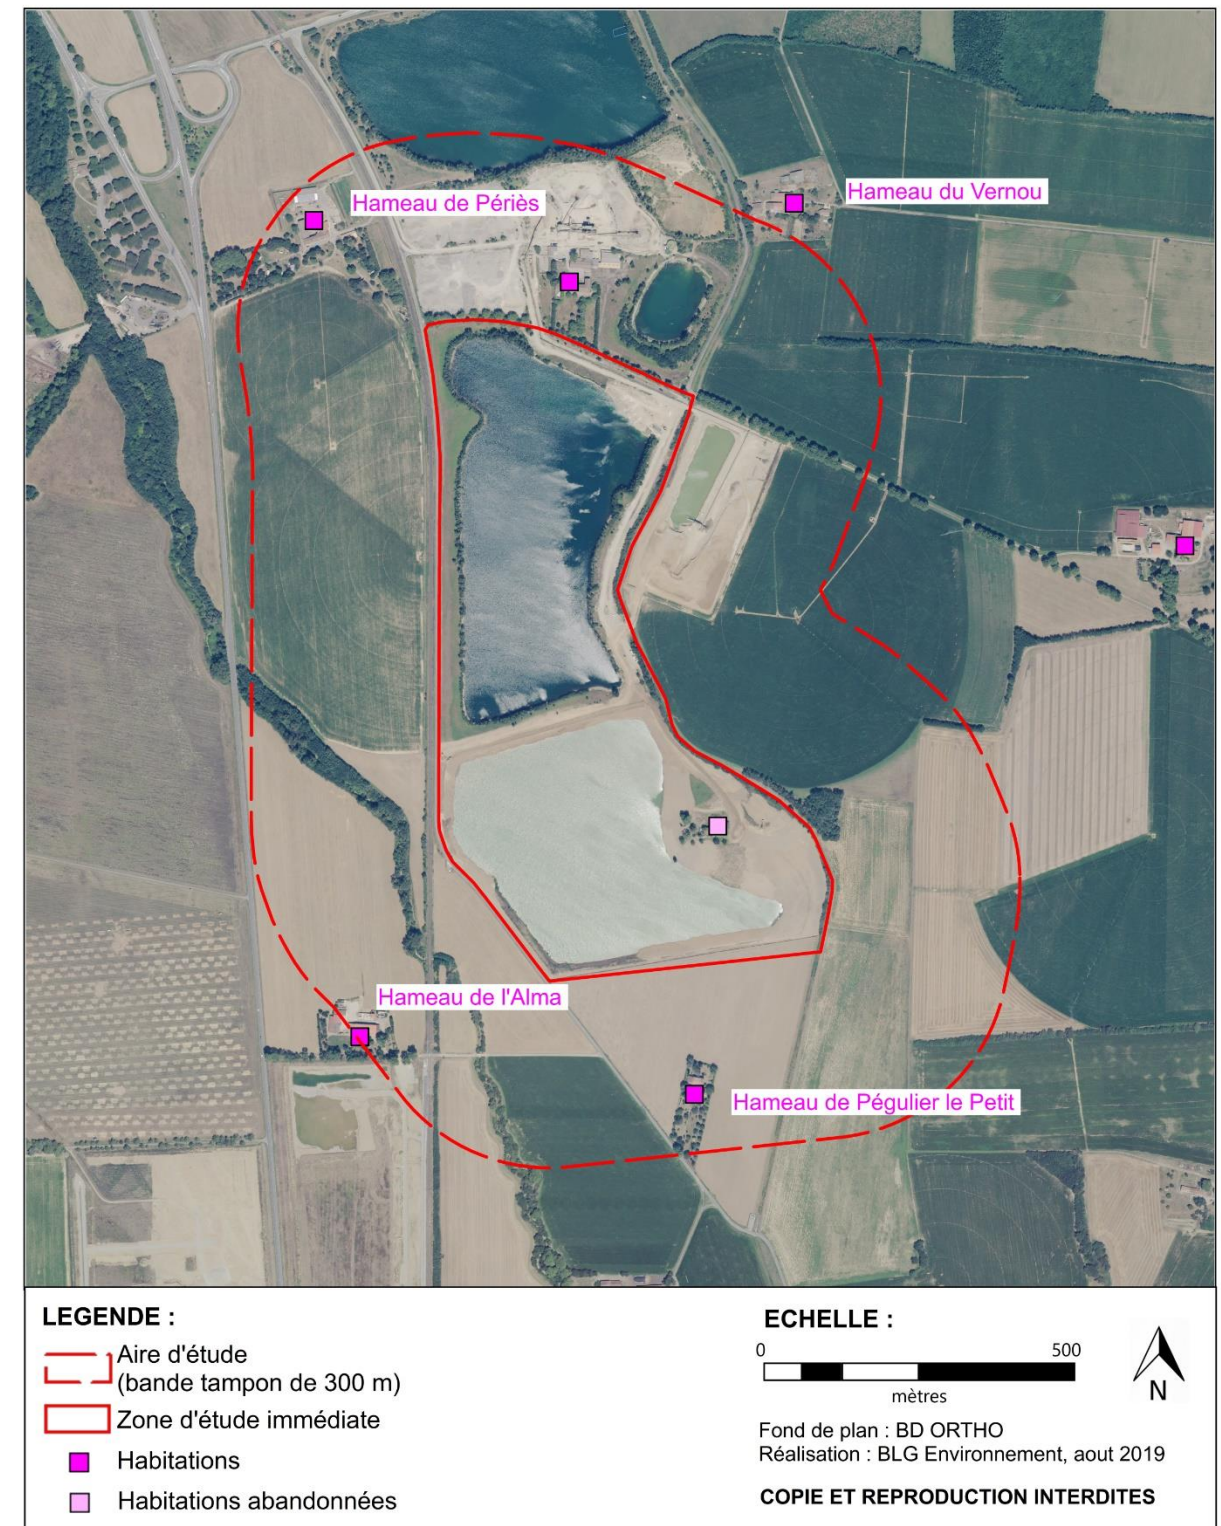 Hameau de Périès
Hameau du Vernou
Hameau de l'Alma
Hameau de Pégulier le Petit
LEGENDE :
Aire d'étude
(bande tampon de 300 m)
Zone d'étude immédiate
Habitations
Habitations abandonnées
ECHELLE :
0 500
mètres
N
Fond de plan : BD ORTHO
Réalisation : BLG Environnement, aout 2019
COPIE ET REPRODUCTION INTERDITES